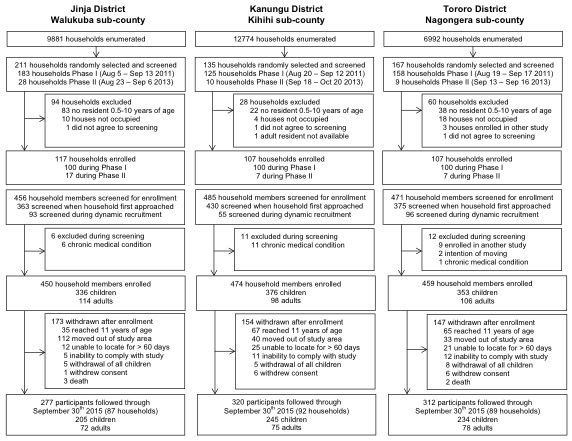 Jinja District
Walukuba sub-county
9881 households enumerated
211 households randomly selected and screened
183 households Phase I (Aug 5 – Sep 13 2011)
28 households Phase II (Aug 23 – Sep 6 2013)
94 households excluded
83 no resident 0.5-10 years of age
10 houses not occupied
1 did not agree to screening
117 households enrolled
100 during Phase I
17 during Phase II
456 household members screened for enrollment
363 screened when household first approached
93 screened during dynamic recruitment
6 excluded during screening
6 chronic medical condition
450 household members enrolled
336 children
114 adults
173 withdrawn after enrollment
35 reached 11 years of age
112 moved out of study area
12 unable to locate for > 60 days
5 inability to comply with study
5 withdrawal of all children
1 withdrew consent
3 death
277 participants followed through
September 30th 2015 (87 households)
205 children
72 adults
Kanungu District
Kihihi sub-county
12774 households enumerated
135 households randomly selected and screened
125 households Phase I (Aug 20 – Sep 12 2011)
10 households Phase II (Sep 18 – Oct 20 2013)
28 households excluded
22 no resident 0.5-10 years of age
4 houses not occupied
1 did not agree to screening
1 adult resident not available
107 households enrolled
100 during Phase I
7 during Phase II
485 household members screened for enrollment
430 screened when household first approached
55 screened during dynamic recruitment
11 excluded during screening
11 chronic medical condition
474 household members enrolled
376 children
98 adults
154 withdrawn after enrollment
67 reached 11 years of age
40 moved out of study area
25 unable to locate for > 60 days
11 inability to comply with study
5 withdrawal of all children
6 withdrew consent
320 participants followed through
September 30th 2015 (92 households)
245 children
75 adults
Tororo District
Nagongera sub-county
6992 households enumerated
167 households randomly selected and screened
158 households Phase I (Aug 19 – Sep 17 2011)
9 households Phase II (Sep 13 – Sep 16 2013)
60 households excluded
38 no resident 0.5-10 years of age
18 houses not occupied
3 houses enrolled in other study
1 did not agree to screening
107 households enrolled
100 during Phase I
7 during Phase II
471 household members screened for enrollment
375 screened when household first approached
96 screened during dynamic recruitment
12 excluded during screening
9 enrolled in another study
2 intention of moving
1 chronic medical condition
459 household members enrolled
353 children
106 adults
147 withdrawn after enrollment
65 reached 11 years of age
33 moved out of study area
21 unable to locate for > 60 days
12 inability to comply with study
8 withdrawal of all children
6 withdrew consent
2 death
312 participants followed through
September 30th 2015 (89 households)
234 children
78 adults